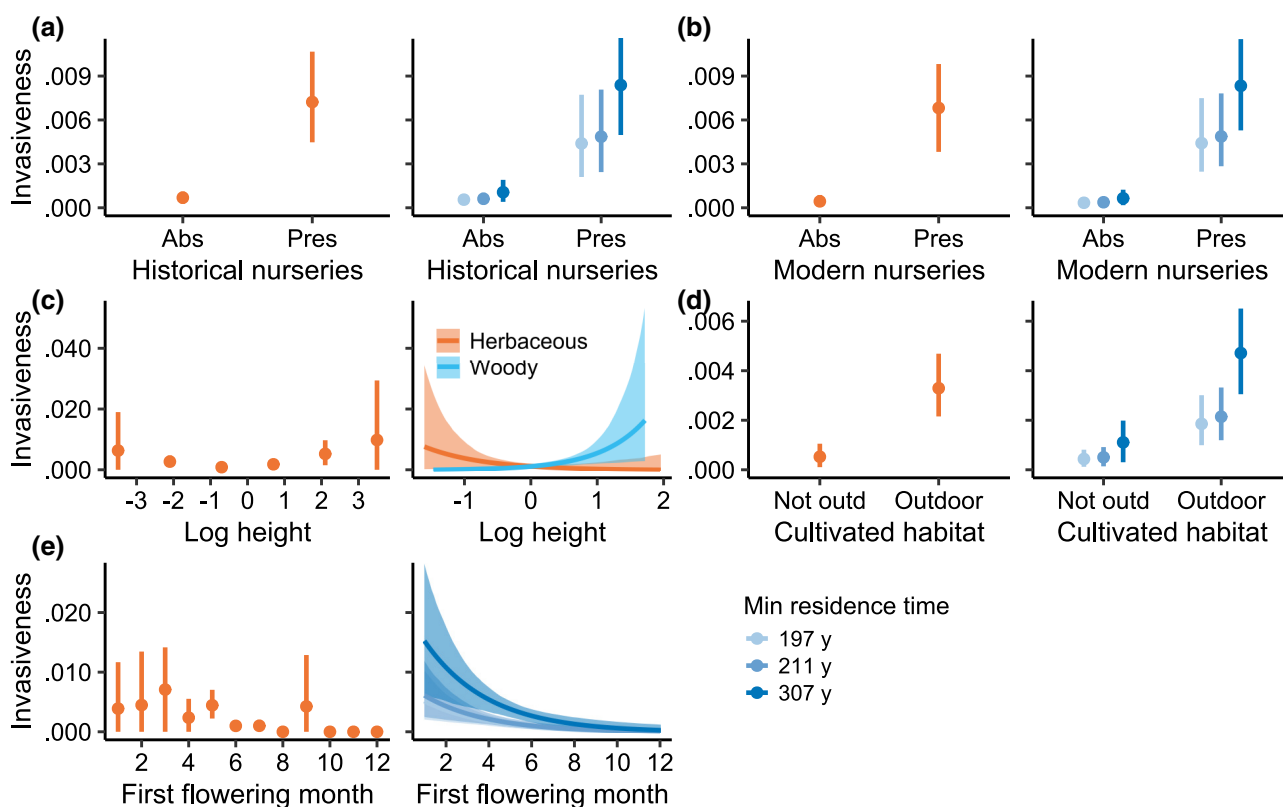 (a)
Invasiveness
.009
.006
.003
.000
Abs Pres
Historical nurseries
Abs Pres
Historical nurseries
(b)
.009
.006
.003
.000
Abs Pres
Modern nurseries
Abs Pres
Modern nurseries
(c)
Invasiveness
.040
.020
.000
-3 -2 -1 0 1 2 3
Log height
Herbaceous
Woody
-1 0 1 2
Log height
(d)
.006
.004
.002
.000
Not outd Outdoor
Cultivated habitat
Not outd Outdoor
Cultivated habitat
(e)
Invasiveness
.020
.010
.000
2 4 6 8 10 12
First flowering month
2 4 6 8 10 12
First flowering month
Min residence time
197 y
211 y
307 y